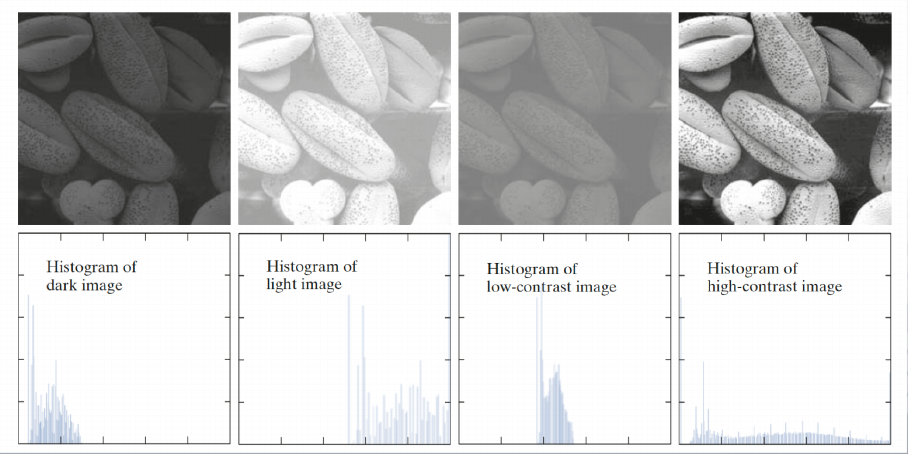 Histogram of
dark image
Histogram of
light image
Histogram of
low-contrast image
Histogram of
high-contrast image